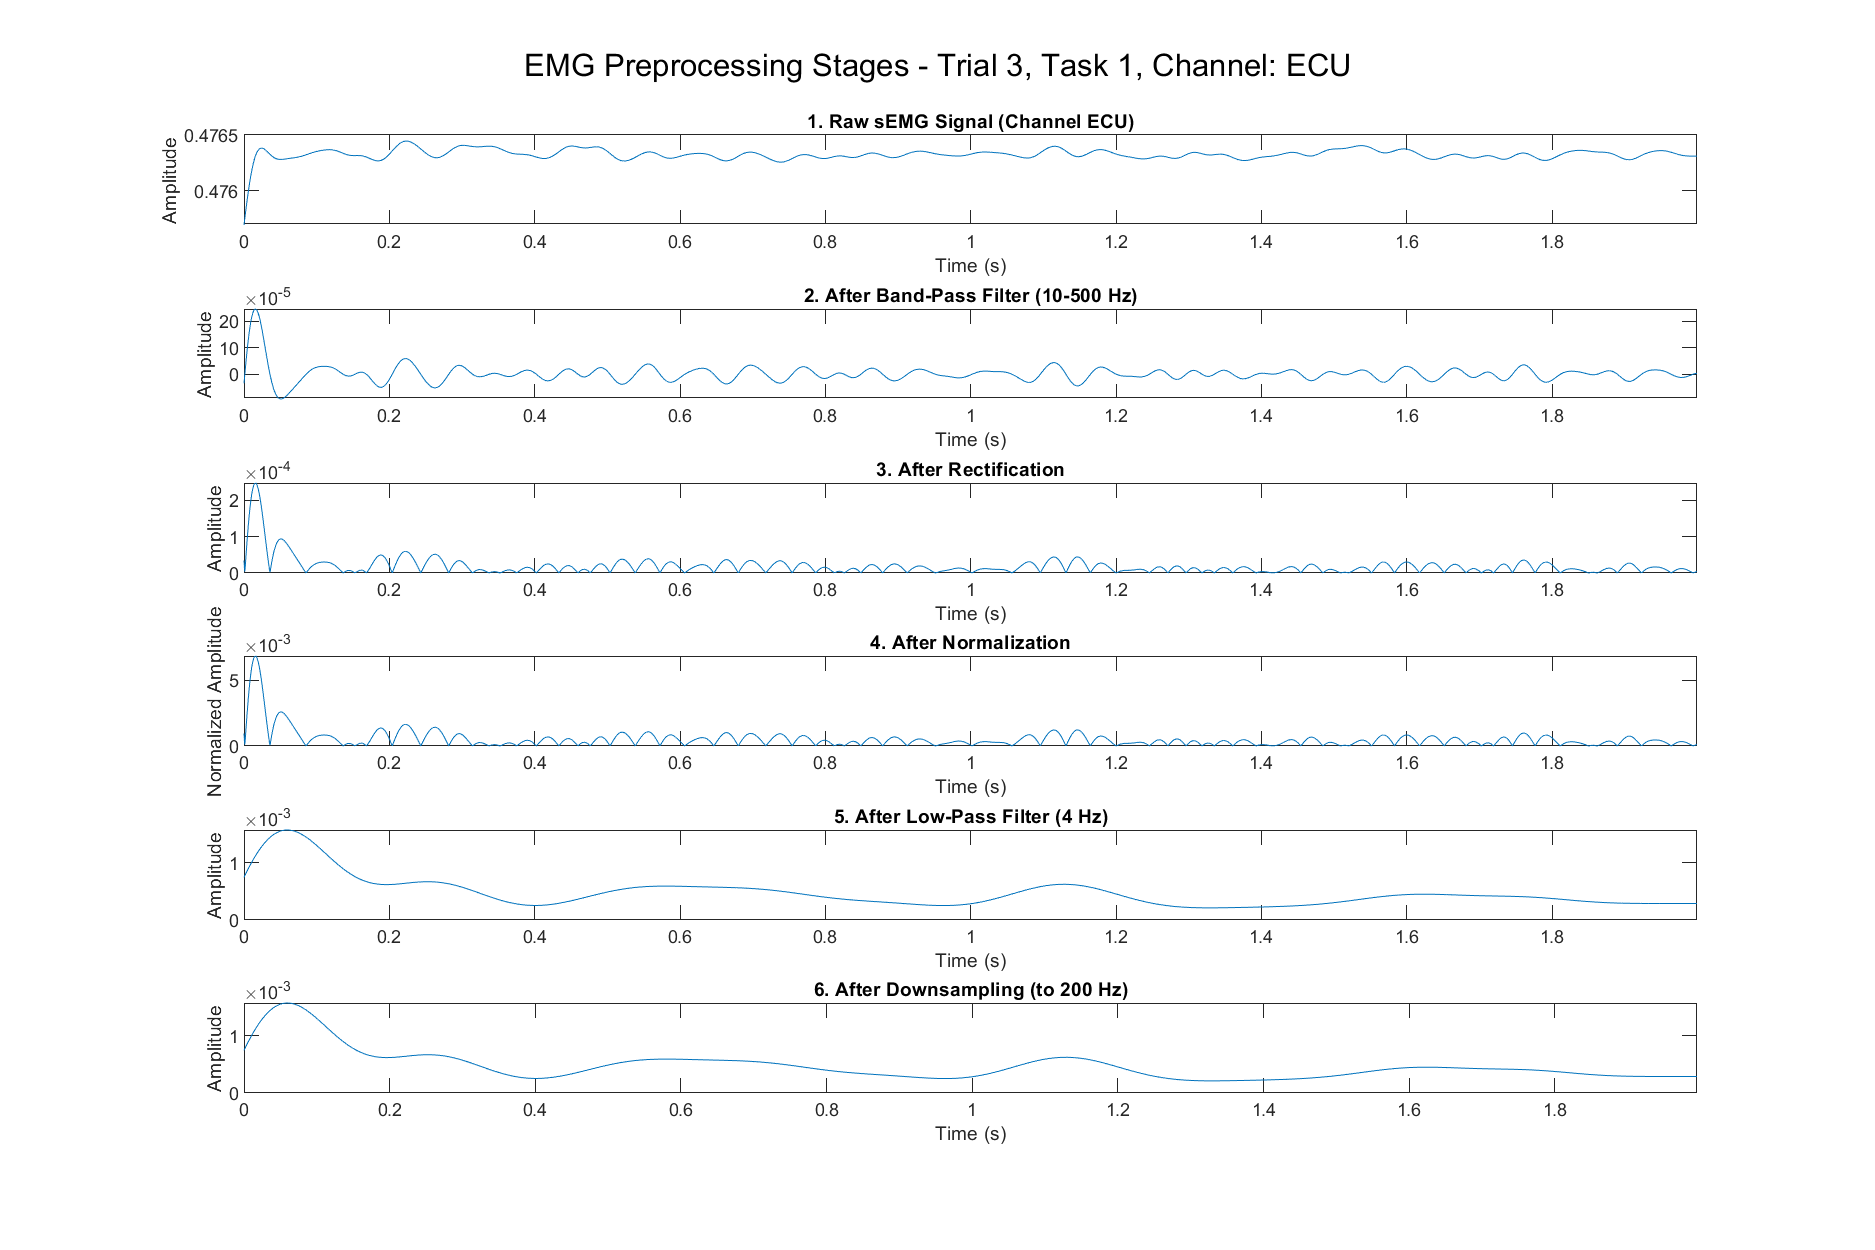 EMG Preprocessing Stages - Trial 3, Task 1, Channel: ECU
1. Raw sEMG Signal (Channel ECU)
Amplitude
0.4765
0.476
0 0.2 0.4 0.6 0.8 1 1.2 1.4 1.6 1.8
Time (s)
2. After Band-Pass Filter (10-500 Hz)
×10^-5
Amplitude
20
10
0
0 0.2 0.4 0.6 0.8 1 1.2 1.4 1.6 1.8
Time (s)
3. After Rectification
×10^-4
Amplitude
2
1
0
0 0.2 0.4 0.6 0.8 1 1.2 1.4 1.6 1.8
Time (s)
4. After Normalization
×10^-3
Normalized Amplitude
5
0
0 0.2 0.4 0.6 0.8 1 1.2 1.4 1.6 1.8
Time (s)
5. After Low-Pass Filter (4 Hz)
×10^-3
Amplitude
1
0
0 0.2 0.4 0.6 0.8 1 1.2 1.4 1.6 1.8
Time (s)
6. After Downsampling (to 200 Hz)
×10^-3
Amplitude
1
0
0 0.2 0.4 0.6 0.8 1 1.2 1.4 1.6 1.8
Time (s)